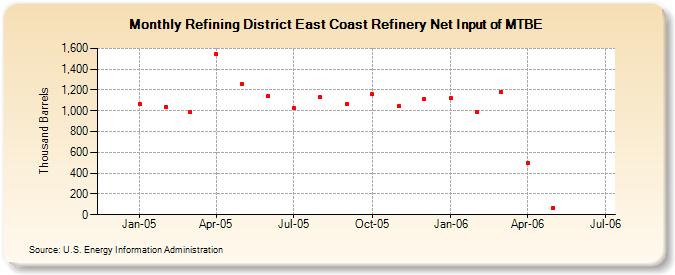 Monthly Refining District East Coast Refinery Net Input of MTBE
Thousand Barrels
1,600
1,400
1,200
1,000
800
600
400
200
0
Jan-05 Apr-05 Jul-05 Oct-05 Jan-06 Apr-06 Jul-06
Source: U.S. Energy Information Administration